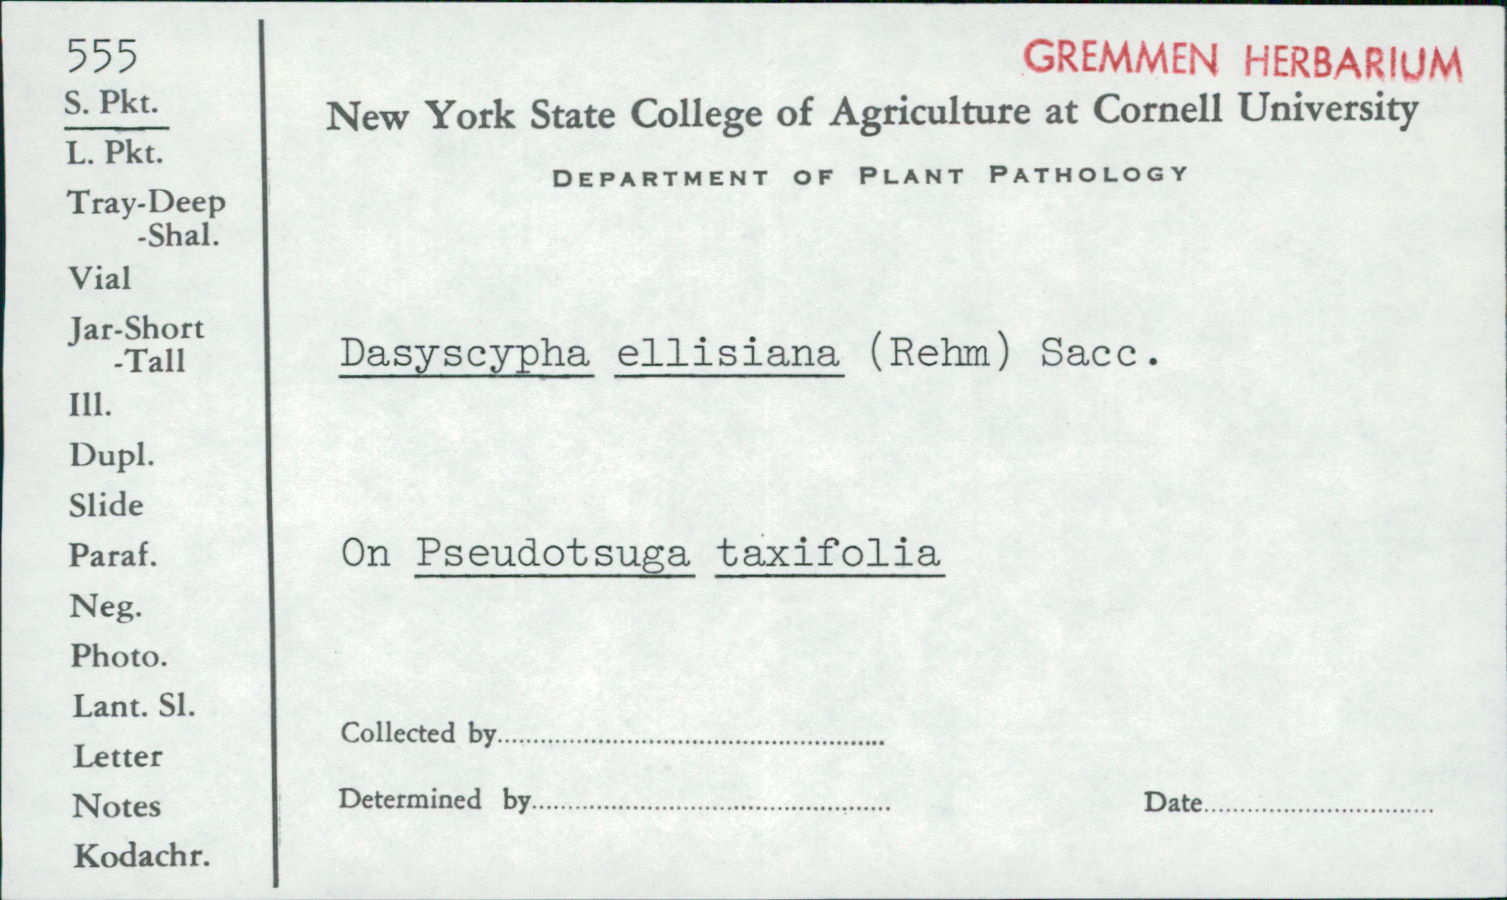 555
S. Pkt.
L. Pkt.
Tray-Deep
-Shal.
Vial
Jar-Short
-Tall
Ill.
Dupl.
Slide
Paraf.
Neg.
Photo.
Lant. Sl.
Letter
Notes
Kodachr.
GREMMEN HERBARIUM
New York State College of Agriculture at Cornell University
DEPARTMENT OF PLANT PATHOLOGY
Dasyscypha ellisiana (Rehm) Sacc.
On Pseudotsuga taxifolia
Collected by
Determined by
Date